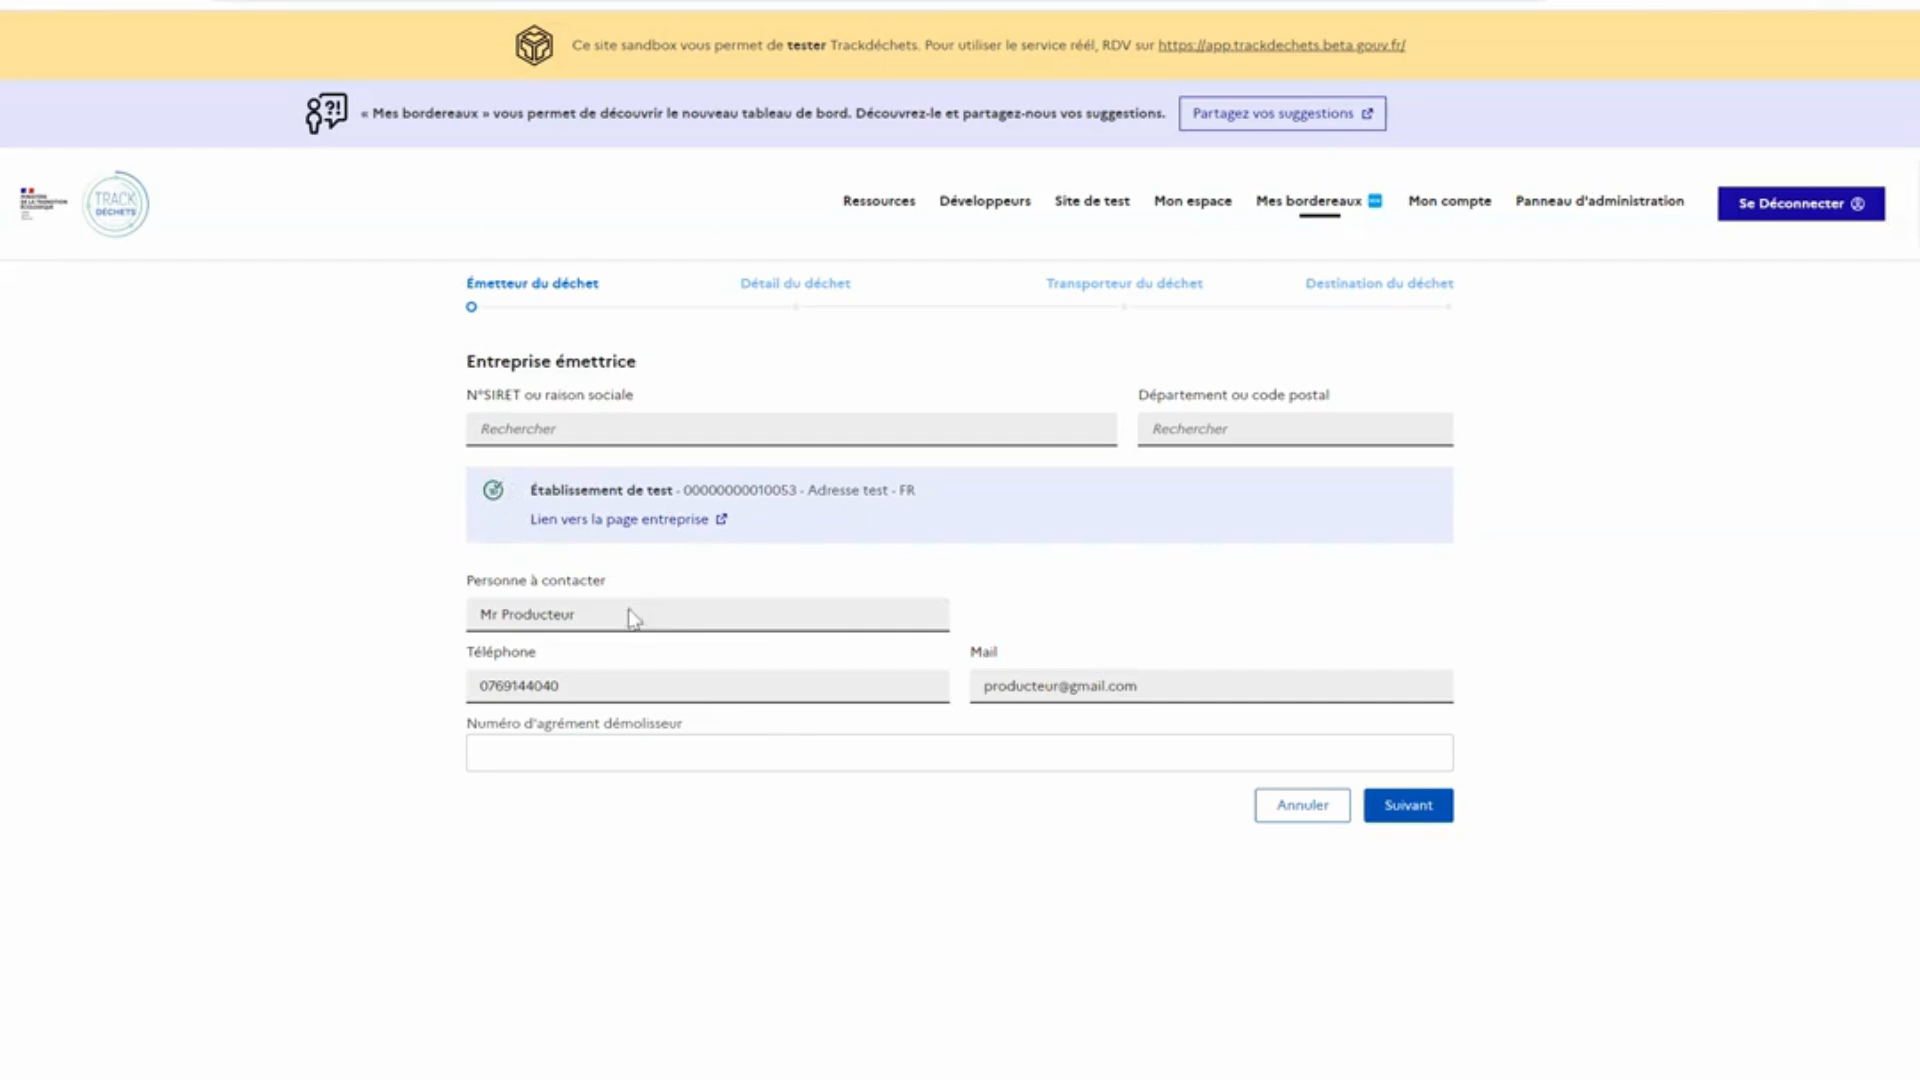 Ce site sandbox vous permet de tester Trackdéchets. Pour utiliser le service réél, RDV sur https://app.trackdechets.beta.gouv.fr/
?!
« Mes bordereaux » vous permet de découvrir le nouveau tableau de bord. Découvrez-le et partagez-nous vos suggestions.
Partagez vos suggestions
TRACK
DÉCHETS
Ressources
Développeurs
Site de test
Mon espace
Mes bordereaux
Mon compte
Panneau d'administration
Se Déconnecter
Émetteur du déchet
Détail du déchet
Transporteur du déchet
Destination du déchet
Entreprise émettrice
N°SIRET ou raison sociale
Département ou code postal
Rechercher
Rechercher
Établissement de test - 00000000010053 - Adresse test - FR
Lien vers la page entreprise
Personne à contacter
Mr Producteur
Téléphone
Mail
0769144040
producteur@gmail.com
Numéro d'agrément démolisseur
Annuler
Suivant